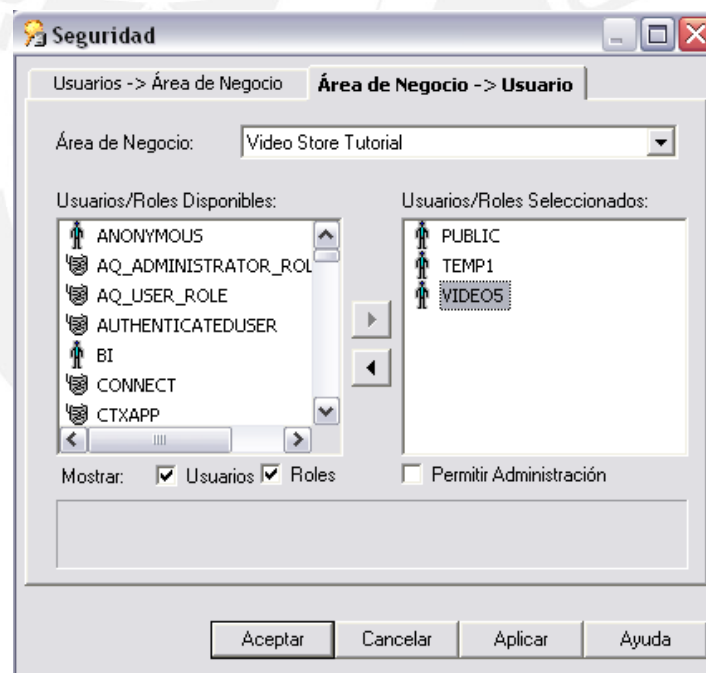 Seguridad
Usuarios -> Área de Negocio
Área de Negocio -> Usuario
Área de Negocio:
Video Store Tutorial
Usuarios/Roles Disponibles:
ANONYMOUS
AQ_ADMINISTRATOR_ROL
AQ_USER_ROLE
AUTHENTICATEDUSER
BI
CONNECT
CTXAPP
Usuarios/Roles Seleccionados:
PUBLIC
TEMP1
VIDEO5
Mostrar: Usuarios Roles
Permitir Administración
Aceptar Cancelar Aplicar Ayuda